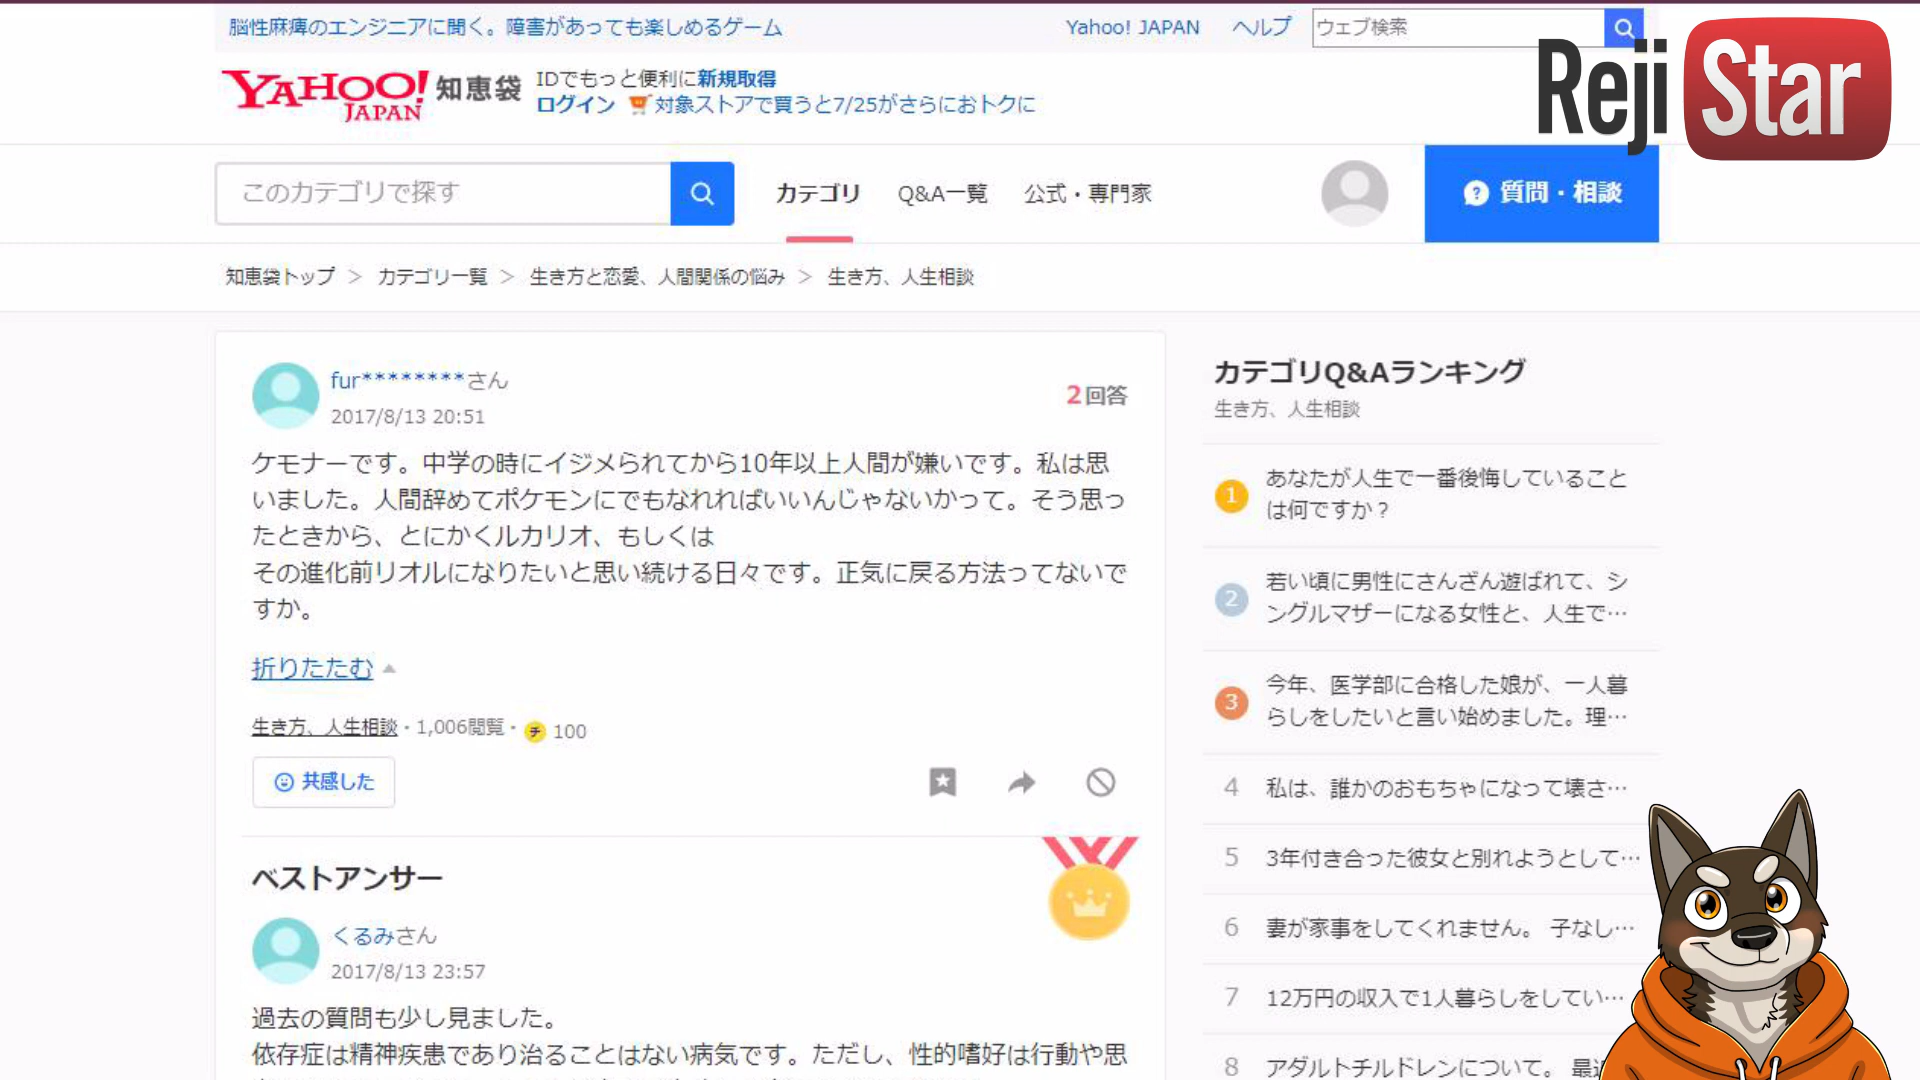 脳性麻痺のエンジニアに聞く。障害があっても楽しめるゲーム
Yahoo! JAPAN ヘルプ ウェブ検索
Reji Star
YAHOO! JAPAN 知恵袋
IDでもっと便利に新規取得
ログイン 対象ストアで買うと7/25がさらにおトクに
このカテゴリで探す
カテゴリ Q&A一覧 公式・専門家
質問・相談
知恵袋トップ > カテゴリ一覧 > 生き方と恋愛、人間関係の悩み > 生き方、人生相談
fur********さん
2017/8/13 20:51
2回答
ケモナーです。中学の時にイジメられてから10年以上人間が嫌いです。私は思
いました。人間辞めてポケモンにでもなれればいいんじゃないかって。そう思っ
たときから、とにかくルカリオ、もしくは
その進化前リオルになりたいと思い続ける日々です。正気に戻る方法ってないで
すか。
折りたたむ
生き方、人生相談・1,006閲覧・ チ 100
共感した
ベストアンサー
くるみさん
2017/8/13 23:57
過去の質問も少し見ました。
依存症は精神疾患であり治ることはない病気です。ただし、性的嗜好は行動や思
カテゴリQ&Aランキング
生き方、人生相談
1 あなたが人生で一番後悔していること
は何ですか？
2 若い頃に男性にさんざん遊ばれて、シ
ングルマザーになる女性と、人生で…
3 今年、医学部に合格した娘が、一人暮
らしをしたいと言い始めました。理…
4 私は、誰かのおもちゃになって壊さ…
5 3年付き合った彼女と別れようとして…
6 妻が家事をしてくれません。 子なし…
7 12万円の収入で1人暮らしをしてい…
8 アダルトチルドレンについて。 最